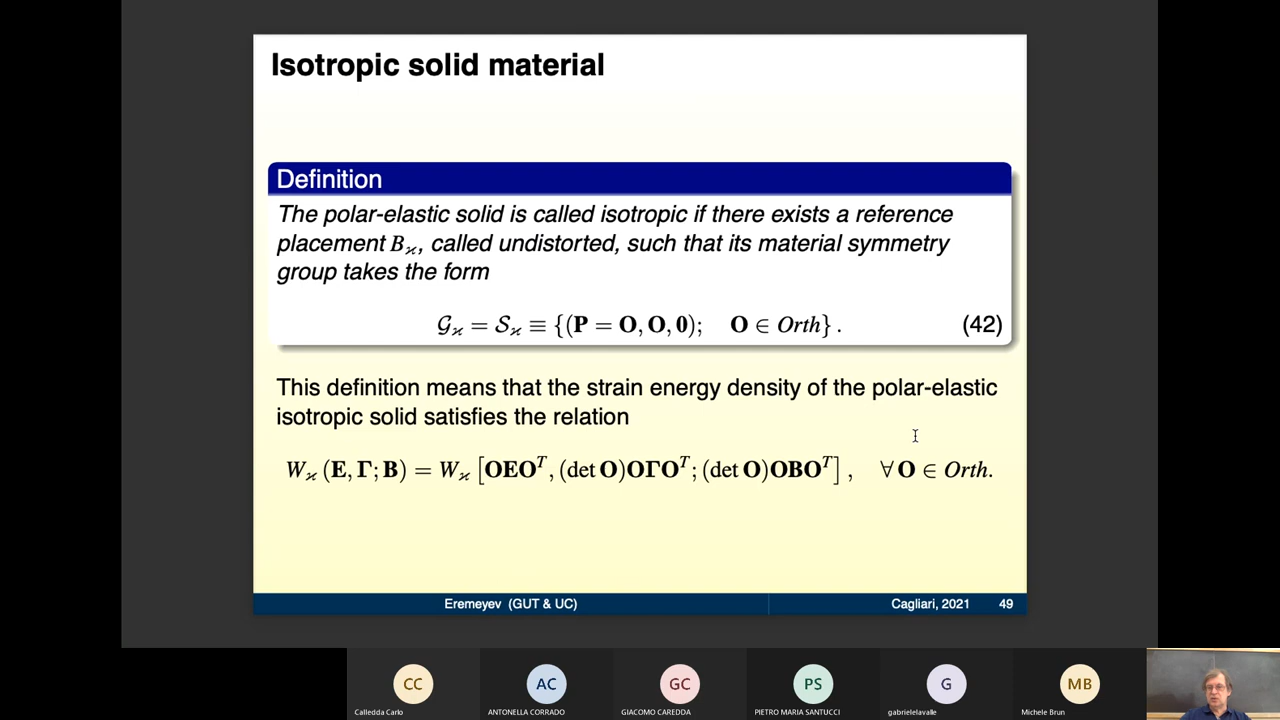 Isotropic solid material
Definition
The polar-elastic solid is called isotropic if there exists a reference
placement B_ϰ, called undistorted, such that its material symmetry
group takes the form
𝒢_ϰ = 𝒮_ϰ ≡ {(P = O, O, 0); O ∈ Orth}. (42)
This definition means that the strain energy density of the polar-elastic
isotropic solid satisfies the relation
W_ϰ (E, Γ; B) = W_ϰ [OEO^T, (det O)OΓO^T; (det O)OBO^T], ∀ O ∈ Orth.
Eremeyev (GUT & UC) Cagliari, 2021 49
CC AC GC PS G MB
Calledda Carlo ANTONELLA CORRADO GIACOMO CAREDDA PIETRO MARIA SANTUCCI gabrielelavalle Michele Brun